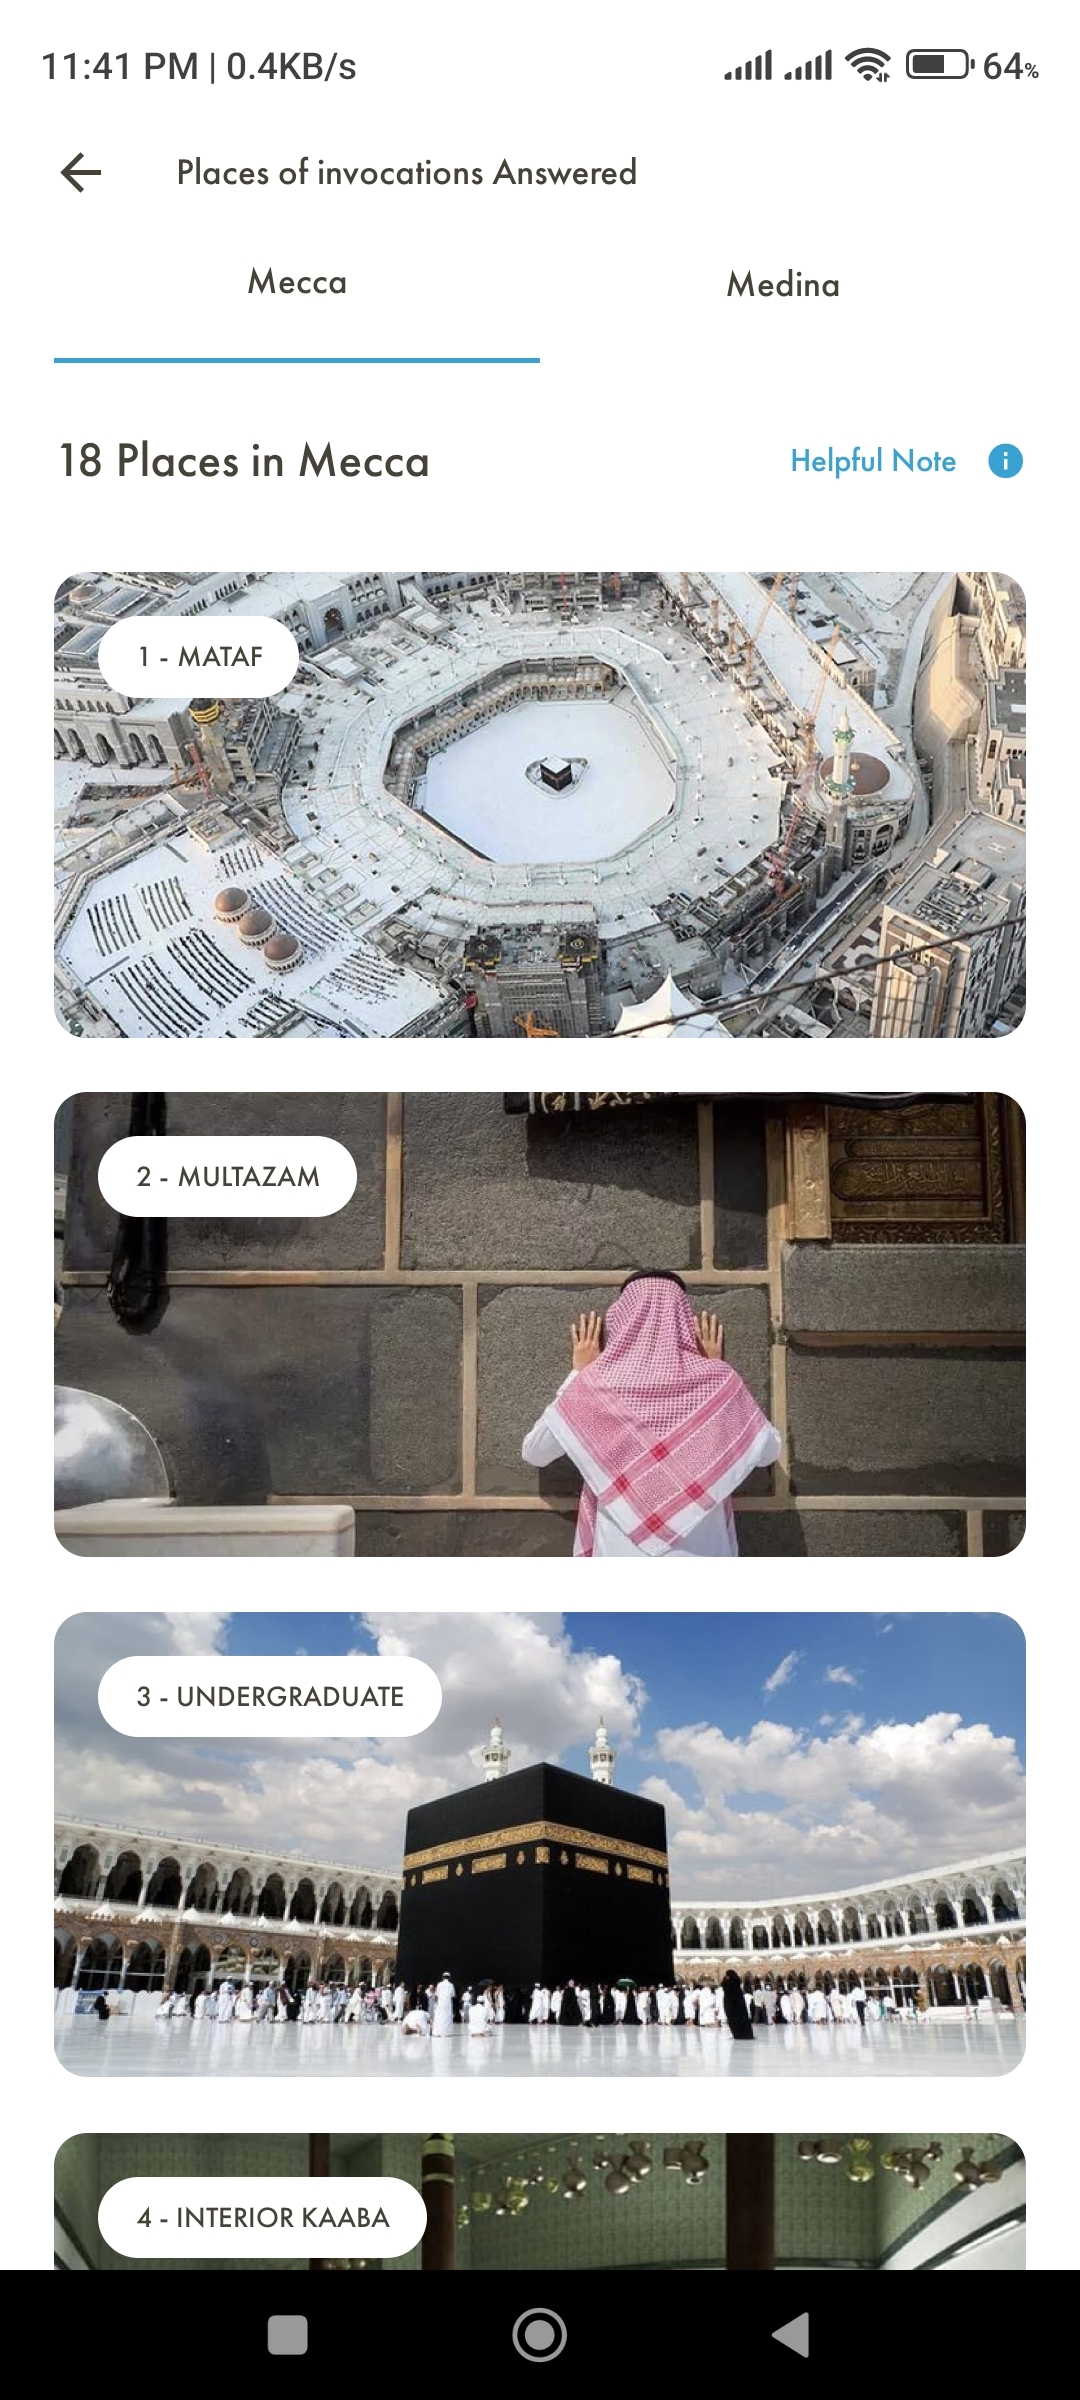 11:41 PM | 0.4KB/s
64%
Places of invocations Answered
Mecca
Medina
18 Places in Mecca
Helpful Note
1 - MATAF
2 - MULTAZAM
3 - UNDERGRADUATE
4 - INTERIOR KAABA